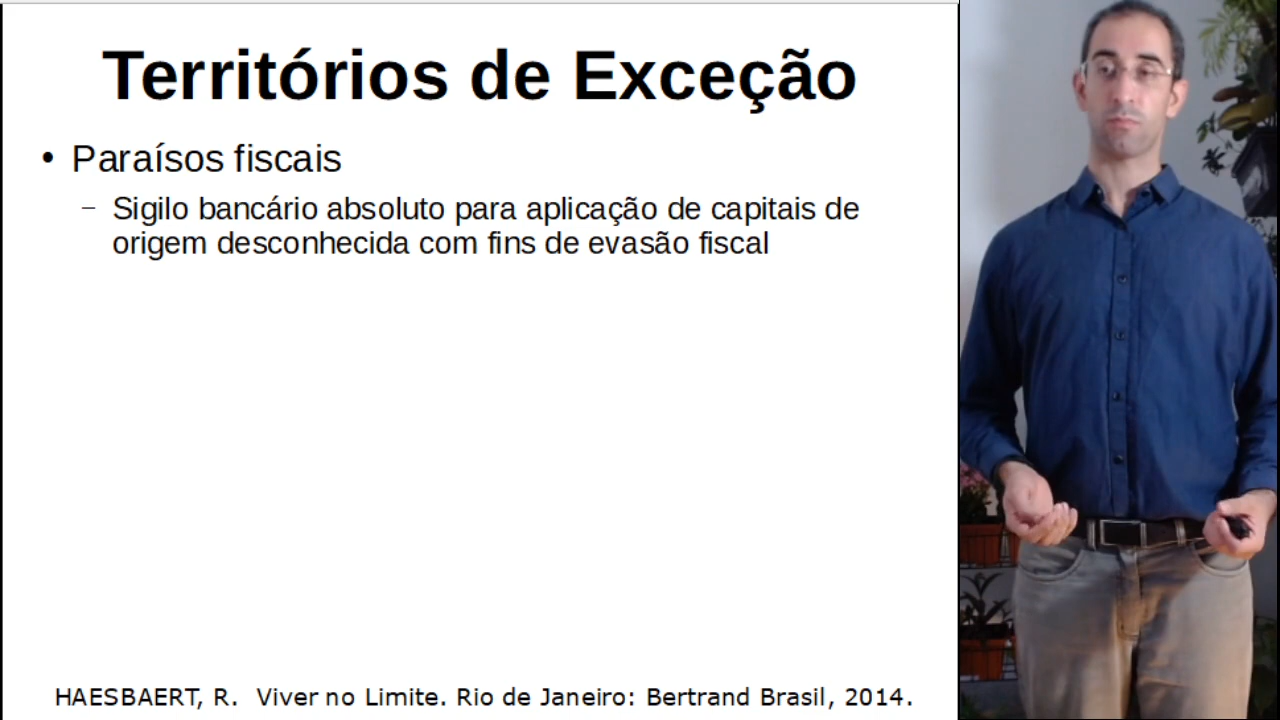 Territórios de Exceção
• Paraísos fiscais
– Sigilo bancário absoluto para aplicação de capitais de
origem desconhecida com fins de evasão fiscal
HAESBAERT, R.  Viver no Limite. Rio de Janeiro: Bertrand Brasil, 2014.